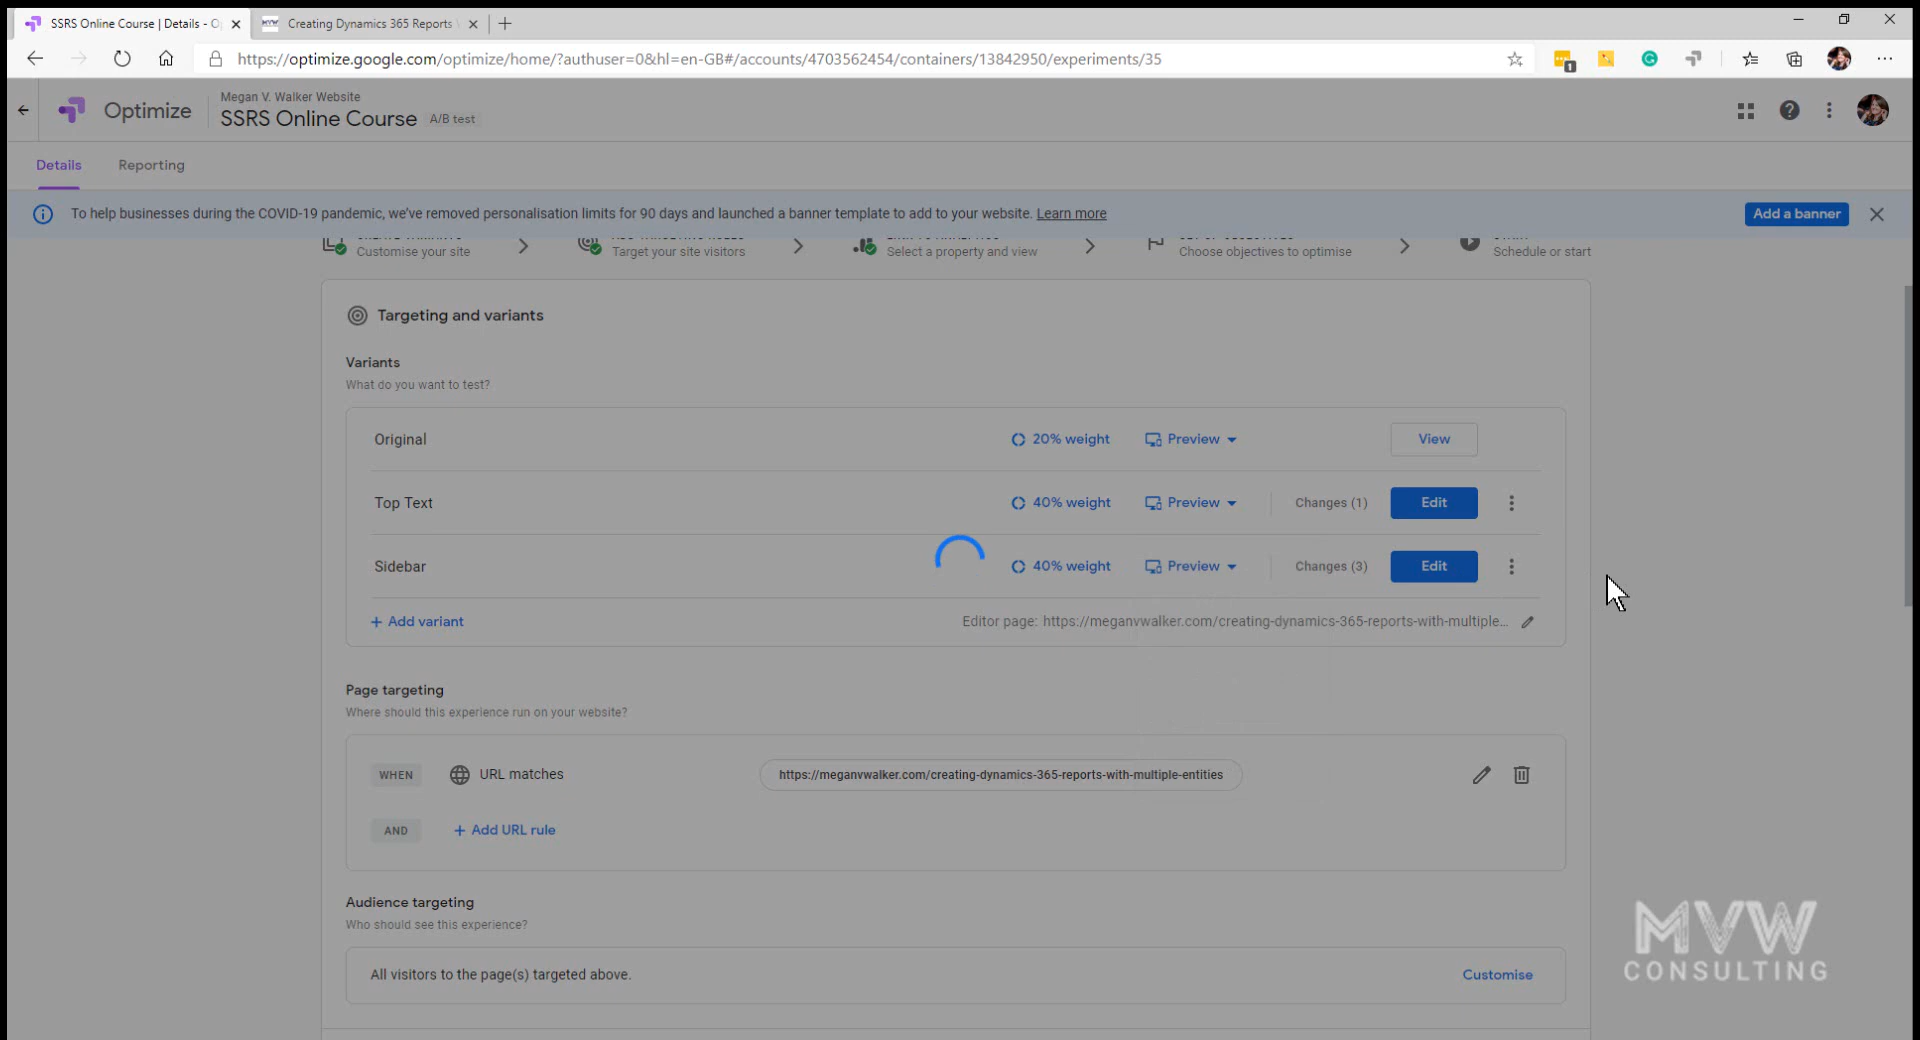 SSRS Online Course | Details - O
Creating Dynamics 365 Reports
https://optimize.google.com/optimize/home/?authuser=0&hl=en-GB#/accounts/4703562454/containers/13842950/experiments/35
1
Optimize
Megan V. Walker Website
SSRS Online Course A/B test
Details Reporting
To help businesses during the COVID-19 pandemic, we've removed personalisation limits for 90 days and launched a banner template to add to your website. Learn more
Add a banner
Customise your site
Target your site visitors
Select a property and view
Choose objectives to optimise
Schedule or start
Targeting and variants
Variants
What do you want to test?
Original 20% weight Preview View
Top Text 40% weight Preview Changes (1) Edit
Sidebar 40% weight Preview Changes (3) Edit
+ Add variant Editor page: https://meganvwalker.com/creating-dynamics-365-reports-with-multiple...
Page targeting
Where should this experience run on your website?
WHEN URL matches https://meganvwalker.com/creating-dynamics-365-reports-with-multiple-entities
AND + Add URL rule
Audience targeting
Who should see this experience?
All visitors to the page(s) targeted above. Customise
MVW
CONSULTING